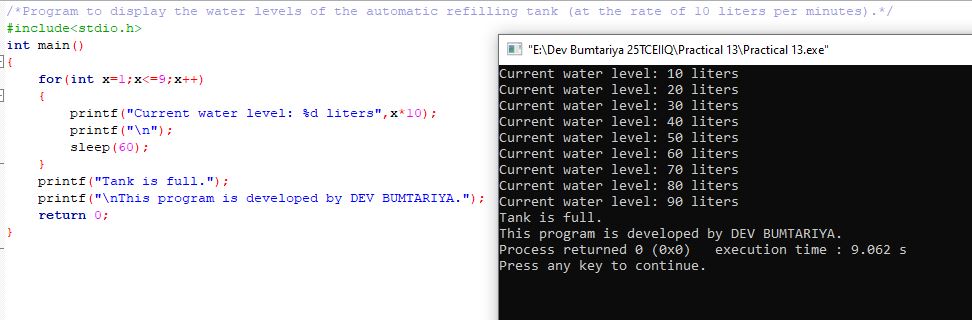 /*Program to display the water levels of the automatic refilling tank (at the rate of 10 liters per minutes).*/
#include<stdio.h>
int main()
{
for(int x=1;x<=9;x++)
{
printf("Current water level: %d liters",x*10);
printf("\n");
sleep(60);
}
printf("Tank is full.");
printf("\nThis program is developed by DEV BUMTARIYA.");
return 0;
}
"E:\Dev Bumtariya 25TCEIIQ\Practical 13\Practical 13.exe"
Current water level: 10 liters
Current water level: 20 liters
Current water level: 30 liters
Current water level: 40 liters
Current water level: 50 liters
Current water level: 60 liters
Current water level: 70 liters
Current water level: 80 liters
Current water level: 90 liters
Tank is full.
This program is developed by DEV BUMTARIYA.
Process returned 0 (0x0)   execution time : 9.062 s
Press any key to continue.